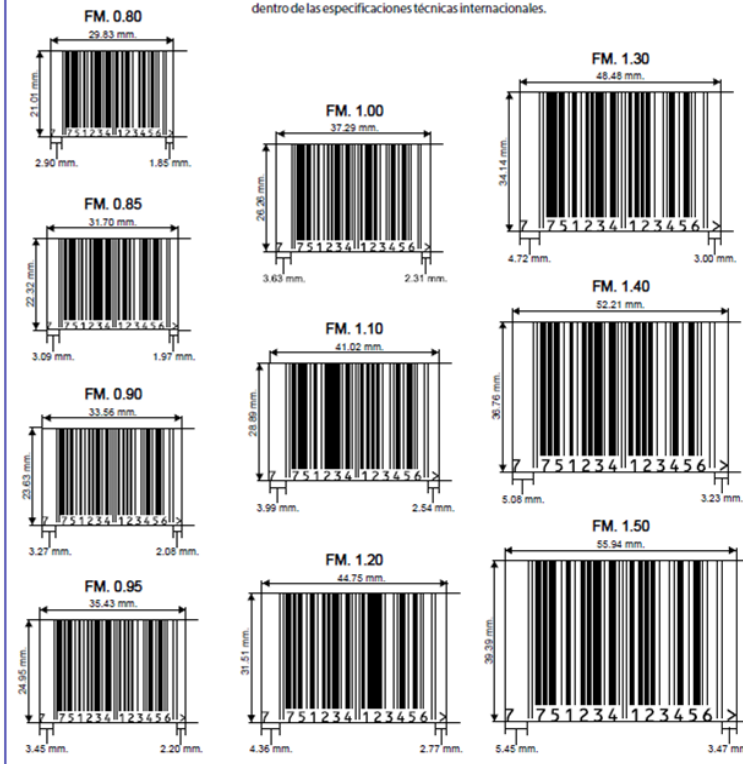 dentro de las especificaciones técnicas internacionales.
FM. 0.80
29.83 mm.
21.01 mm.
7 751234 123456 >
2.90 mm. 1.85 mm.
FM. 0.85
31.70 mm.
22.32 mm.
7 751234 123456 >
3.09 mm. 1.97 mm.
FM. 0.90
33.56 mm.
23.63 mm.
7 751234 123456 >
3.27 mm. 2.08 mm.
FM. 0.95
35.43 mm.
24.95 mm.
7 751234 123456 >
3.45 mm. 2.20 mm.
FM. 1.00
37.29 mm.
26.26 mm.
7 751234 123456 >
3.63 mm. 2.31 mm.
FM. 1.10
41.02 mm.
28.89 mm.
7 751234 123456 >
3.99 mm. 2.54 mm.
FM. 1.20
44.75 mm.
31.51 mm.
7 751234 123456 >
4.36 mm. 2.77 mm.
FM. 1.30
48.48 mm.
34.14 mm.
7 751234 123456 >
4.72 mm. 3.00 mm.
FM. 1.40
52.21 mm.
36.76 mm.
7 751234 123456 >
5.08 mm. 3.23 mm.
FM. 1.50
55.94 mm.
39.39 mm.
7 751234 123456 >
5.45 mm. 3.47 mm